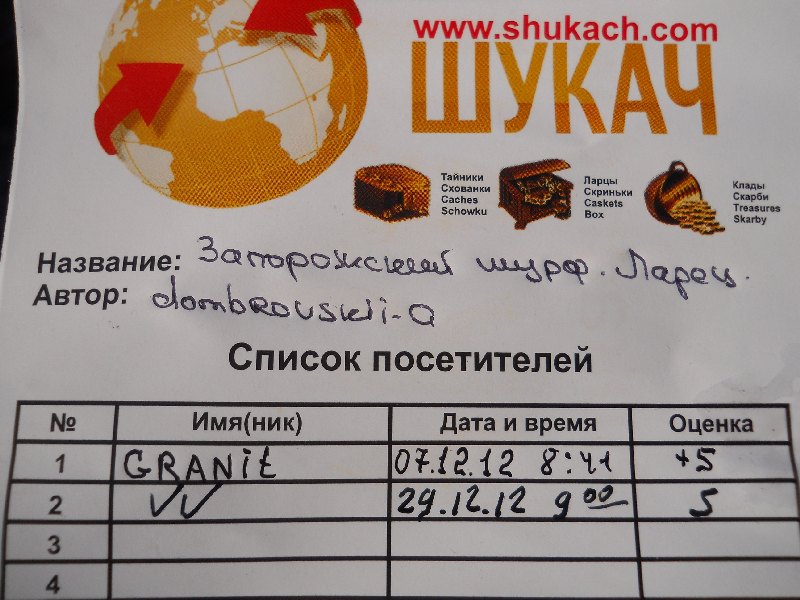 www.shukach.com
ШУКАЧ
Тайники
Схованки
Caches
Schowku
Ларцы
Скриньки
Caskets
Box
Клады
Скарби
Treasures
Skarby
Название: Запорожский шурф. Ларец.
Автор: dombrovskii-a
Список посетителей
№ Имя(ник) Дата и время Оценка
1 GRANit 07.12.12 8:41 +5
2 VV 29.12.12 9 00 5
3
4